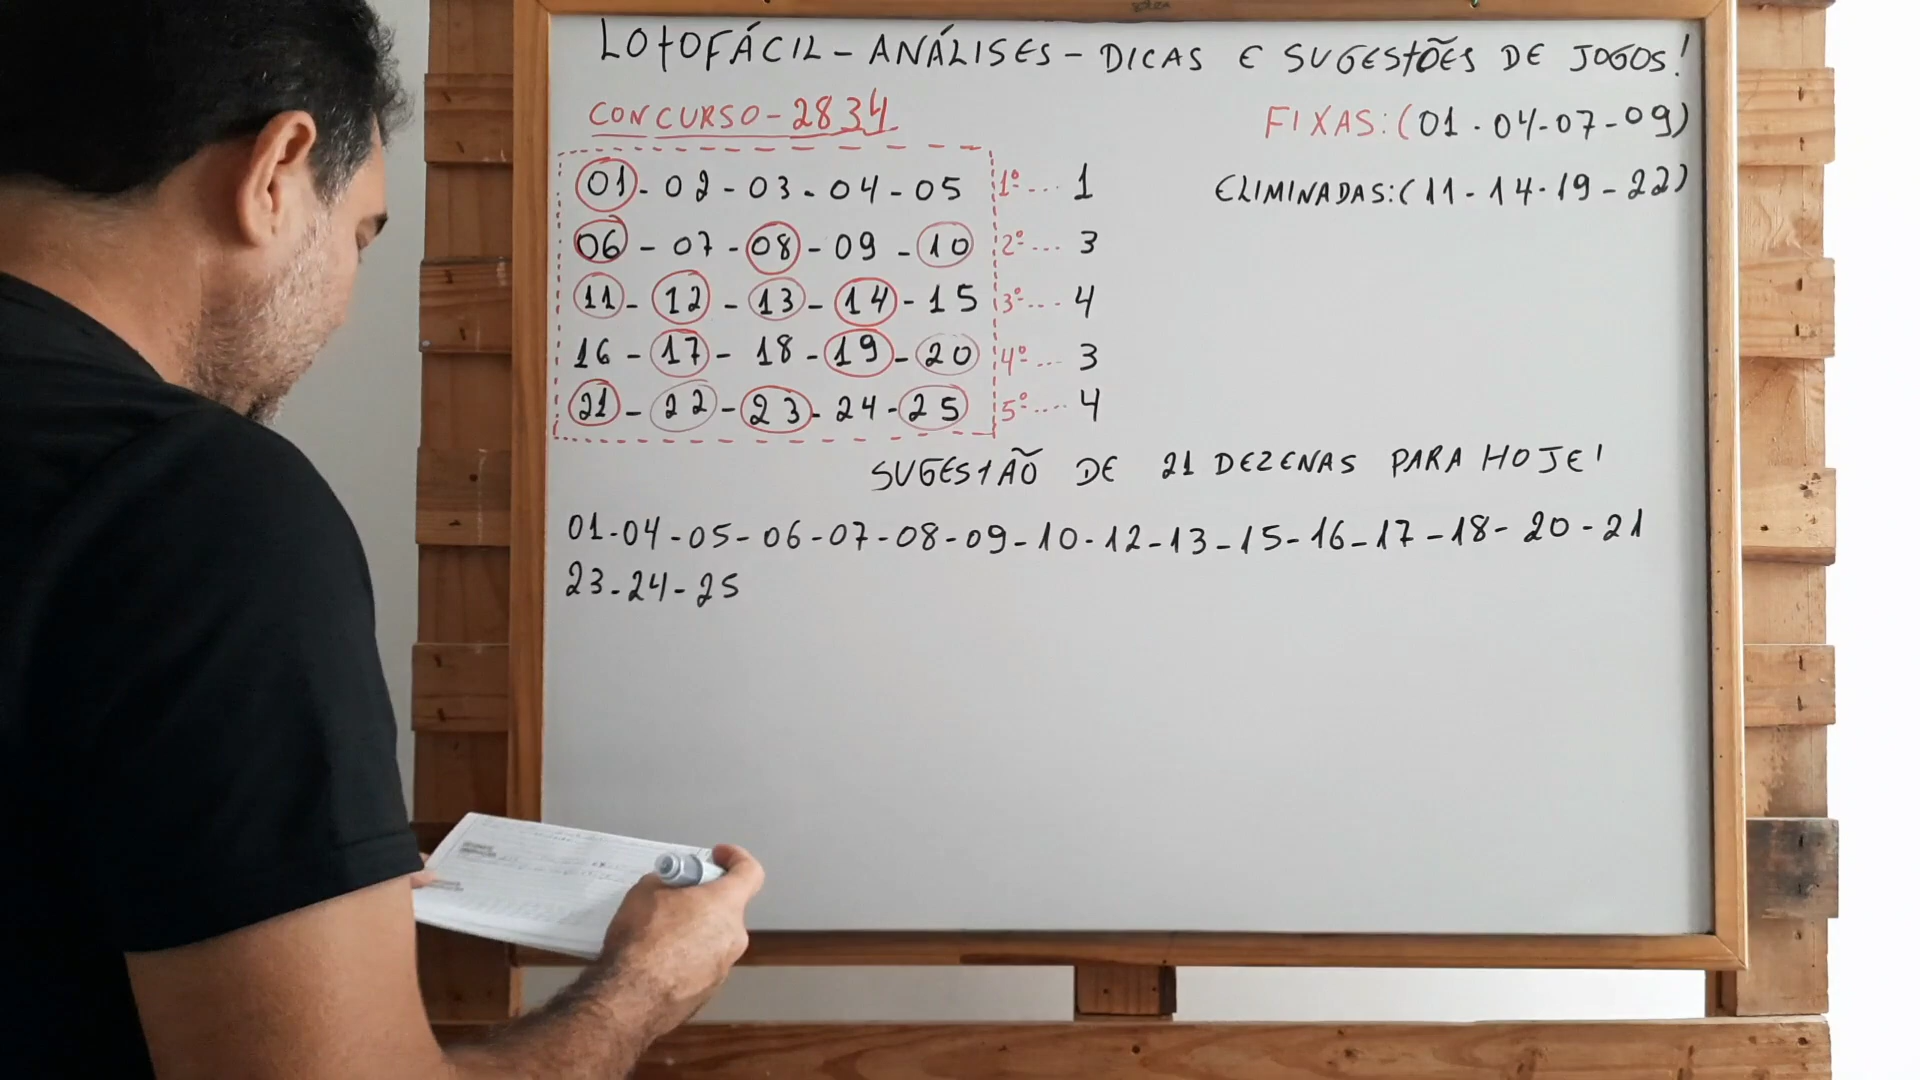 LOTOFÁCIL - ANÁLISES - DICAS E SUGESTÕES DE JOGOS!
CONCURSO - 2834
FIXAS: (01 - 04 - 07 - 09)
ELIMINADAS: (11 - 14 - 19 - 22)
01 - 02 - 03 - 04 - 05 1º ... 1
06 - 07 - 08 - 09 - 10 2º ... 3
11 - 12 - 13 - 14 - 15 3º ... 4
16 - 17 - 18 - 19 - 20 4º ... 3
21 - 22 - 23 - 24 - 25 5º .... 4
SUGESTÃO DE 21 DEZENAS PARA HOJE!
01 - 04 - 05 - 06 - 07 - 08 - 09 - 10 - 12 - 13 - 15 - 16 - 17 - 18 - 20 - 21
23 - 24 - 25